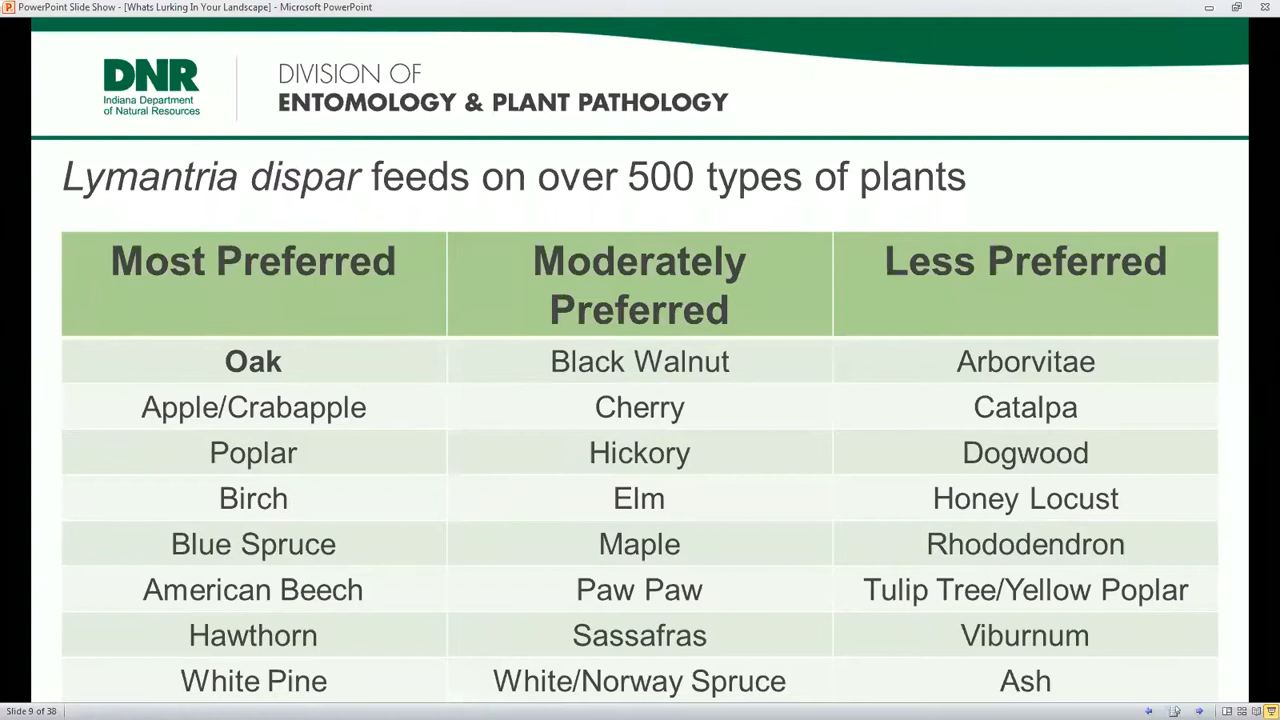 PowerPoint Slide Show - [Whats Lurking In Your Landscape] - Microsoft PowerPoint
DNR
Indiana Department
of Natural Resources
DIVISION OF
ENTOMOLOGY & PLANT PATHOLOGY
Lymantria dispar feeds on over 500 types of plants
Most Preferred Moderately Preferred Less Preferred
Oak Black Walnut Arborvitae
Apple/Crabapple Cherry Catalpa
Poplar Hickory Dogwood
Birch Elm Honey Locust
Blue Spruce Maple Rhododendron
American Beech Paw Paw Tulip Tree/Yellow Poplar
Hawthorn Sassafras Viburnum
White Pine White/Norway Spruce Ash
Slide 9 of 38